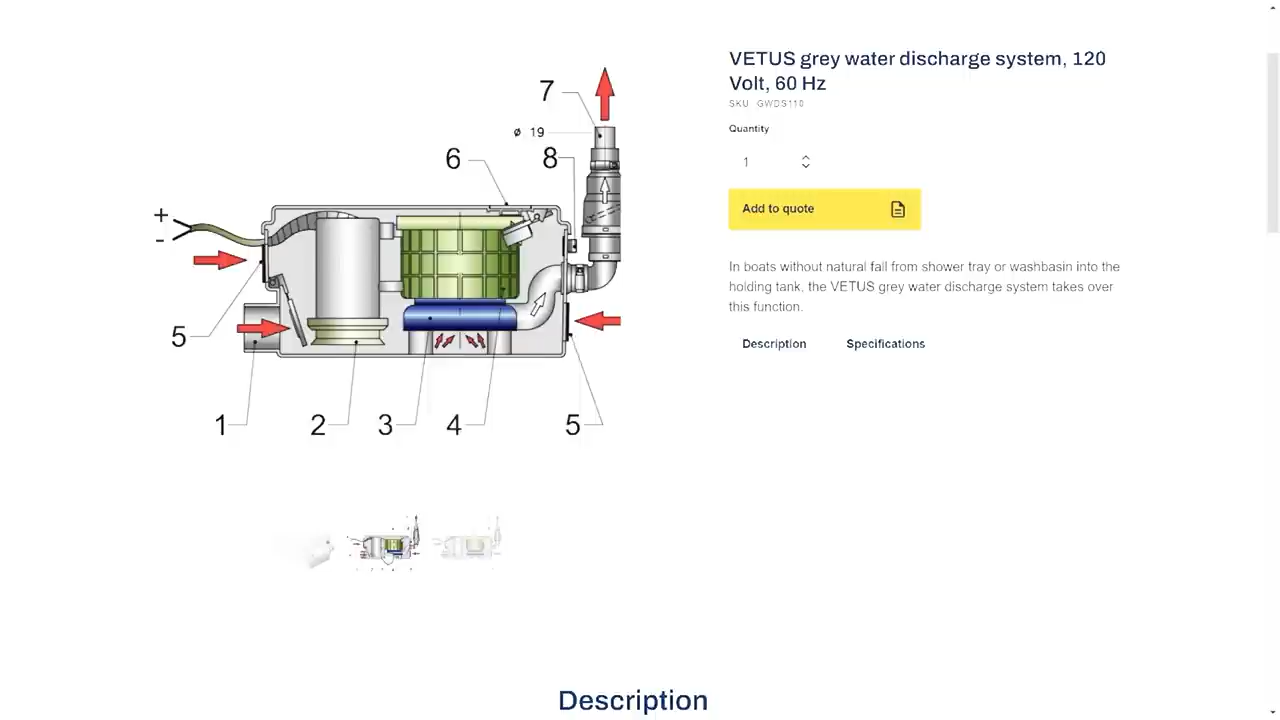 7
ø 19
6
8
+
-
5
1
2
3
4
5
VETUS grey water discharge system, 120
Volt, 60 Hz
SKU GWDS110
Quantity
1
Add to quote
In boats without natural fall from shower tray or washbasin into the
holding tank, the VETUS grey water discharge system takes over
this function.
Description
Specifications
Description